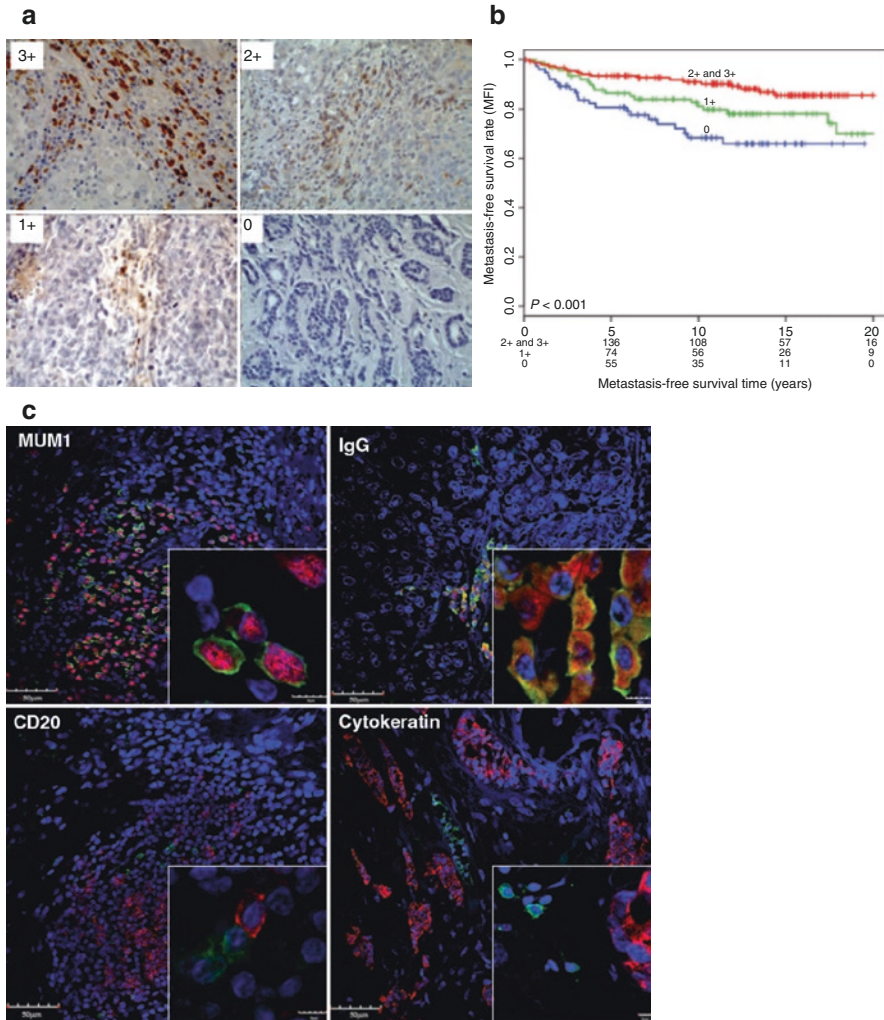 a
3+
2+
1+
0
b
Metastasis-free survival rate (MFI)
1.0
0.8
0.6
0.4
0.2
0.0
2+ and 3+
1+
0
P < 0.001
0 5 10 15 20
2+ and 3+ 136 108 57 16
1+ 74 56 26 9
0 55 35 11 0
Metastasis-free survival time (years)
c
MUM1
IgG
50µm
50µm
CD20
Cytokeratin
50µm
50µm